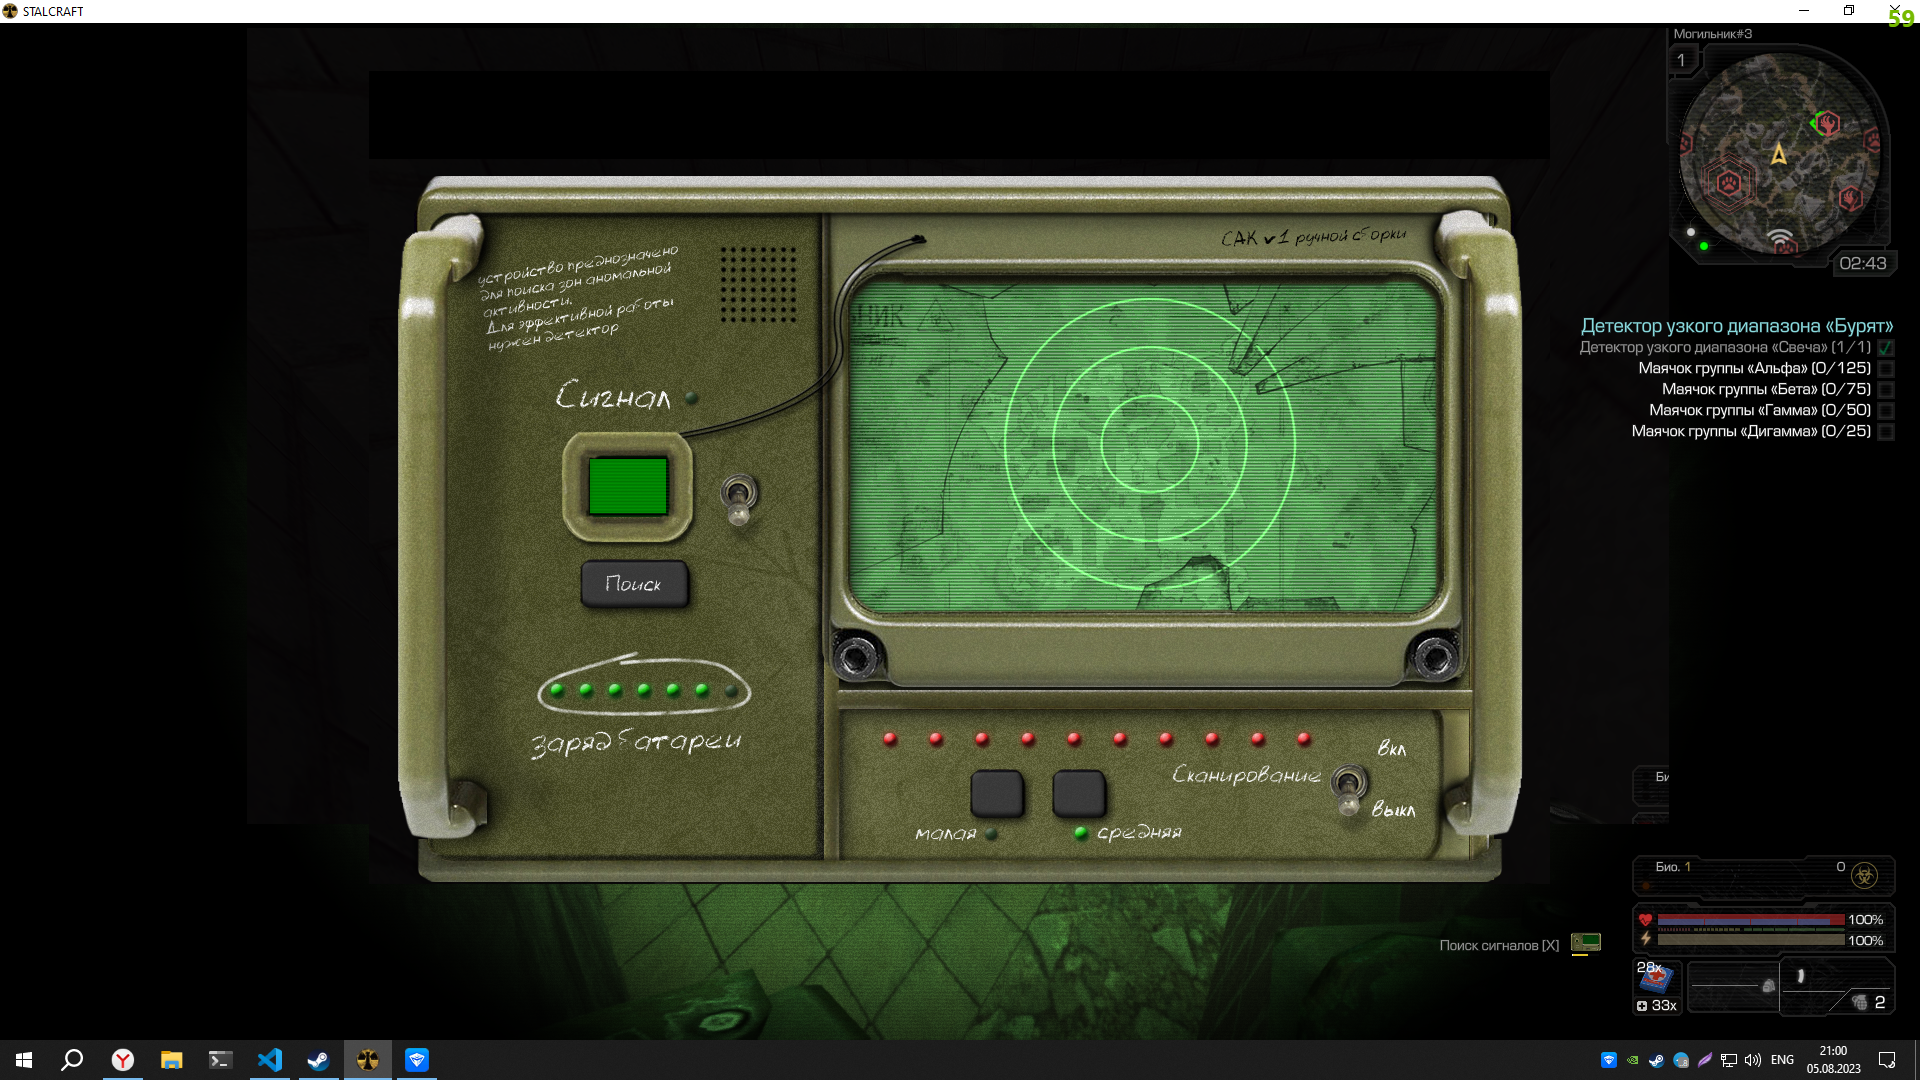 STALCRAFT
59
Могильник#3
1
02:43
Детектор узкого диапазона «Бурят»
Детектор узкого диапазона «Свеча» (1/1)
Маячок группы «Альфа» (0/125)
Маячок группы «Бета» (0/75)
Маячок группы «Гамма» (0/50)
Маячок группы «Дигамма» (0/25)
САК v1 ручной сборки
устройство предназначено
для поиска зон аномальной
активности.
Для эффективной работы
нужен детектор
НИК
НЕТ
Сигнал
Поиск
заряд батареи
Вкл
Сканирование
Выкл
малая
средняя
Би
Био. 1
0
100%
100%
Поиск сигналов [X]
28x
33x
2
ENG
21:00
05.08.2023